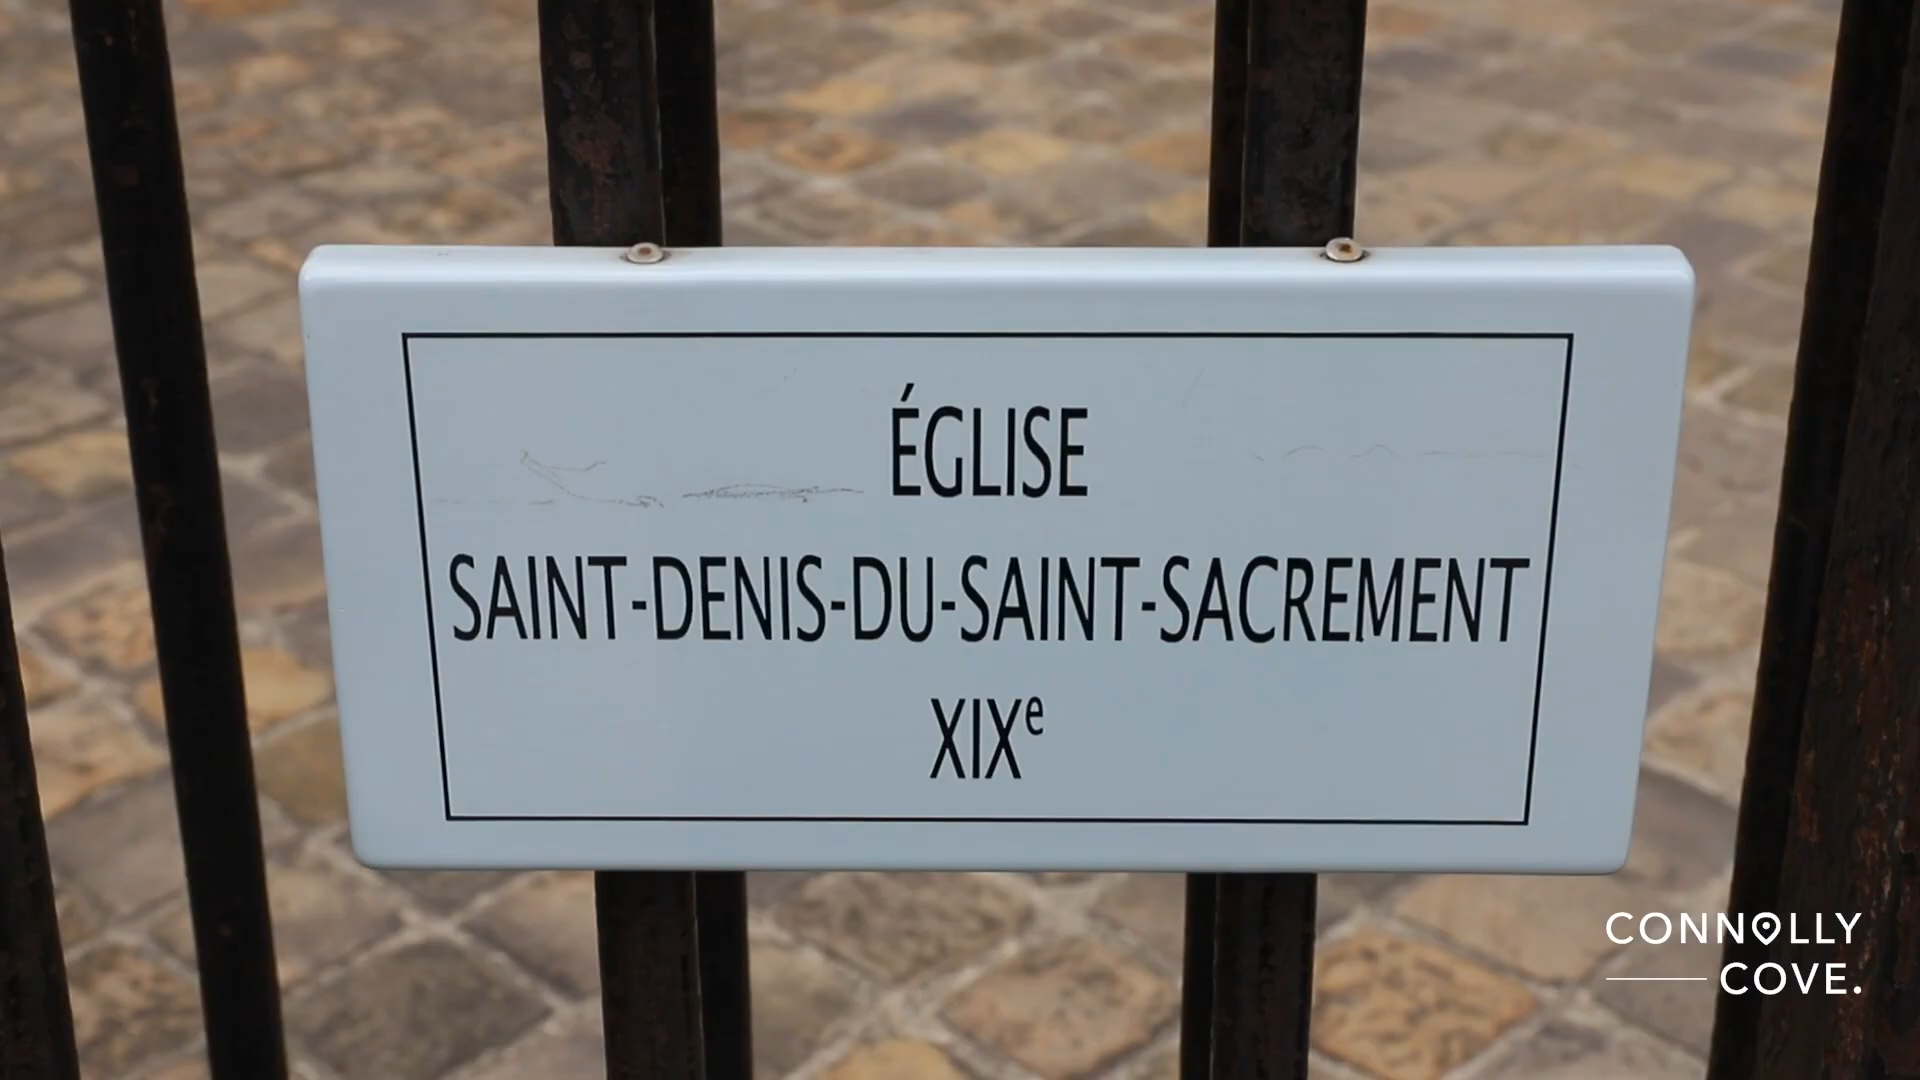 ÉGLISE
SAINT-DENIS-DU-SAINT-SACREMENT
XIXᵉ
CONNOLLY
COVE.